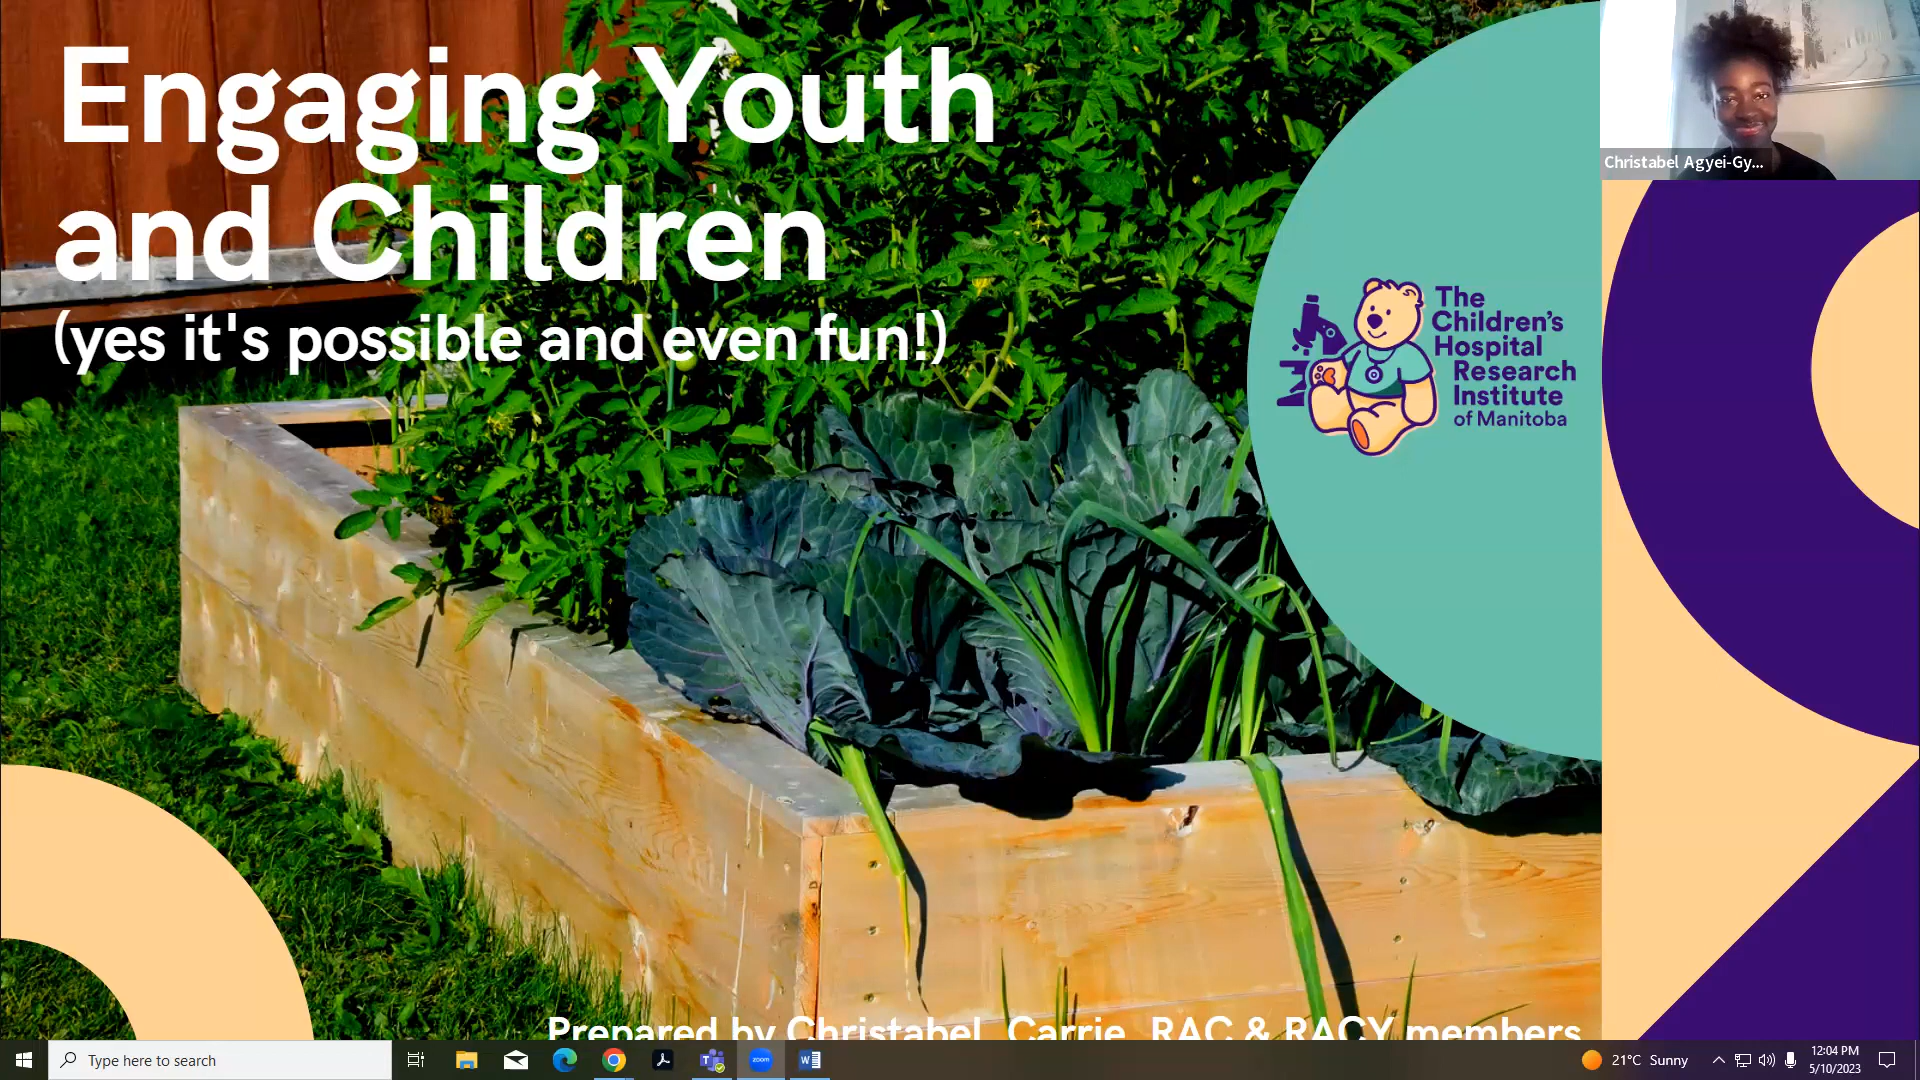 Engaging Youth
and Children
(yes it's possible and even fun!)
The
Children's
Hospital
Research
Institute
of Manitoba
Christabel Agyei-Gy...
Prepared by Christabel, Carrie, RAC & RACY members
Type here to search
zoom
21°C Sunny
12:04 PM
5/10/2023